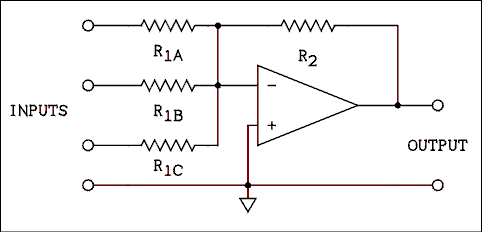 R1A
R2
INPUTS
R1B
−
+
R1C
OUTPUT